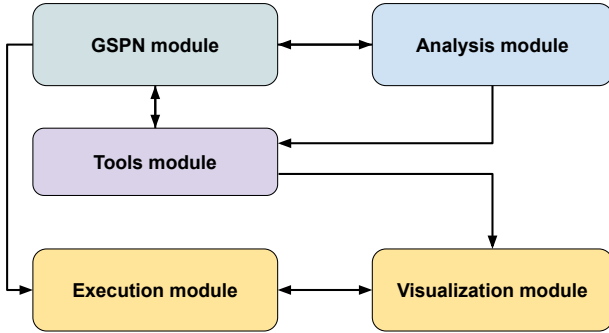 GSPN module
Analysis module
Tools module
Execution module
Visualization module